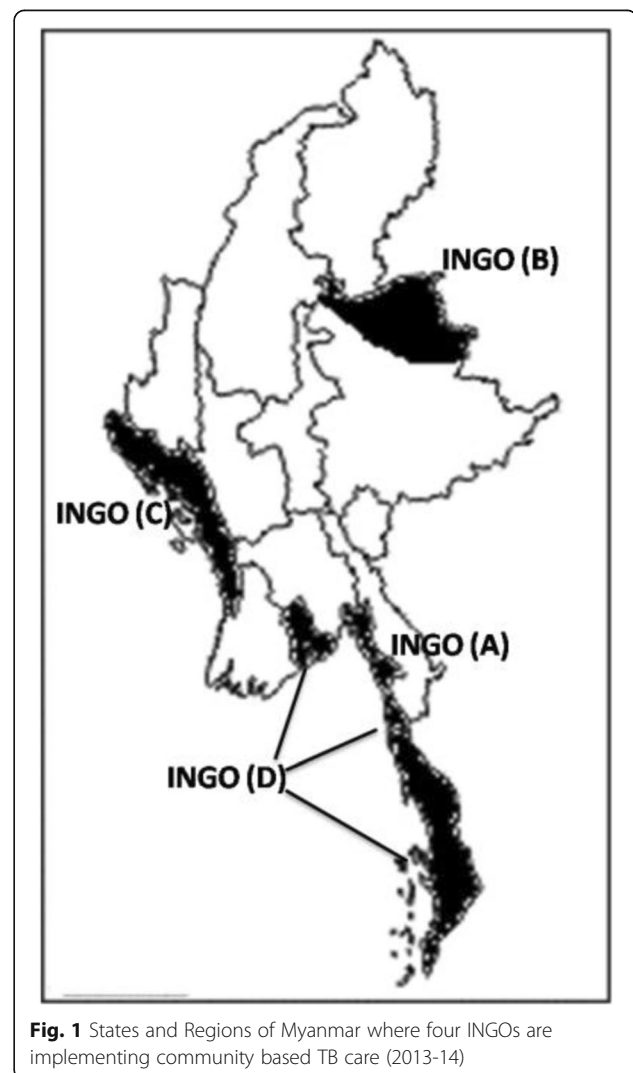 INGO (B)
INGO (C)
INGO (A)
INGO (D)
Fig. 1 States and Regions of Myanmar where four INGOs are
implementing community based TB care (2013-14)